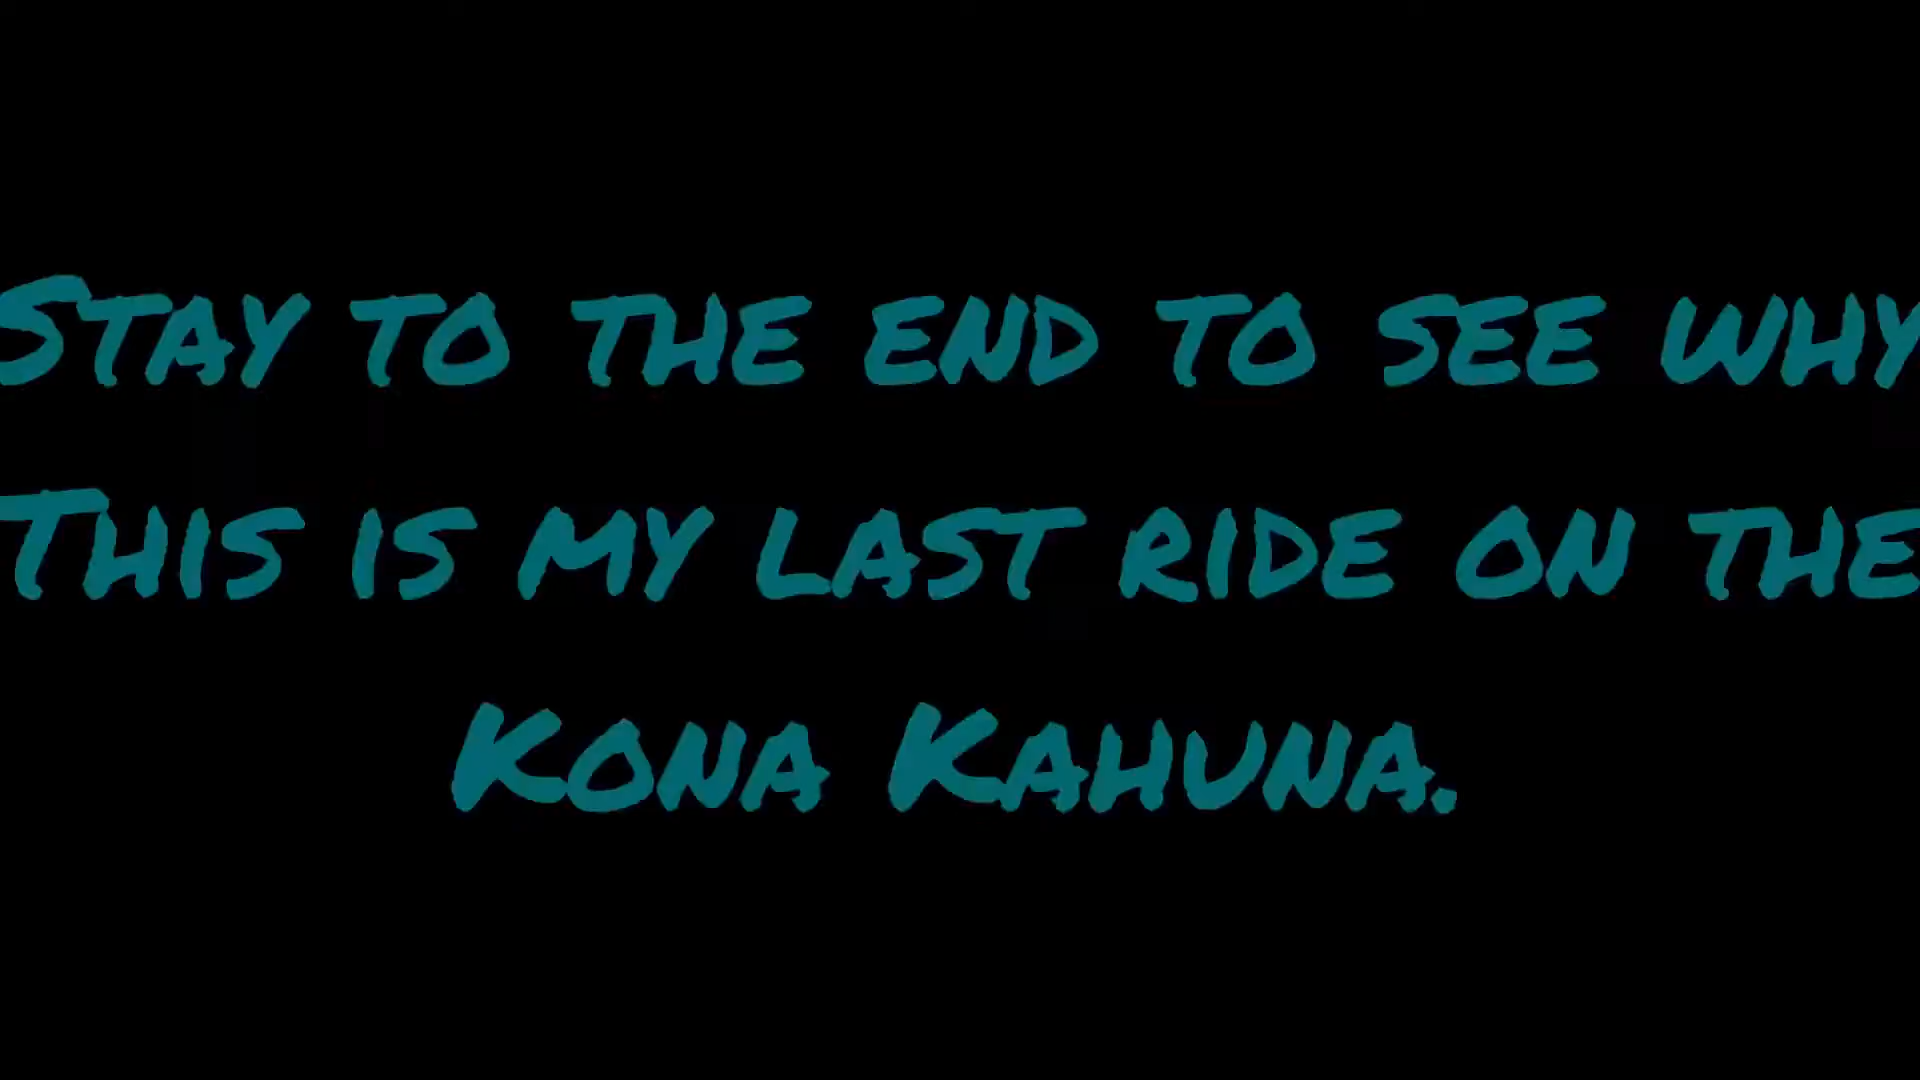 Stay to the end to see why
This is my last ride on the
Kona Kahuna.